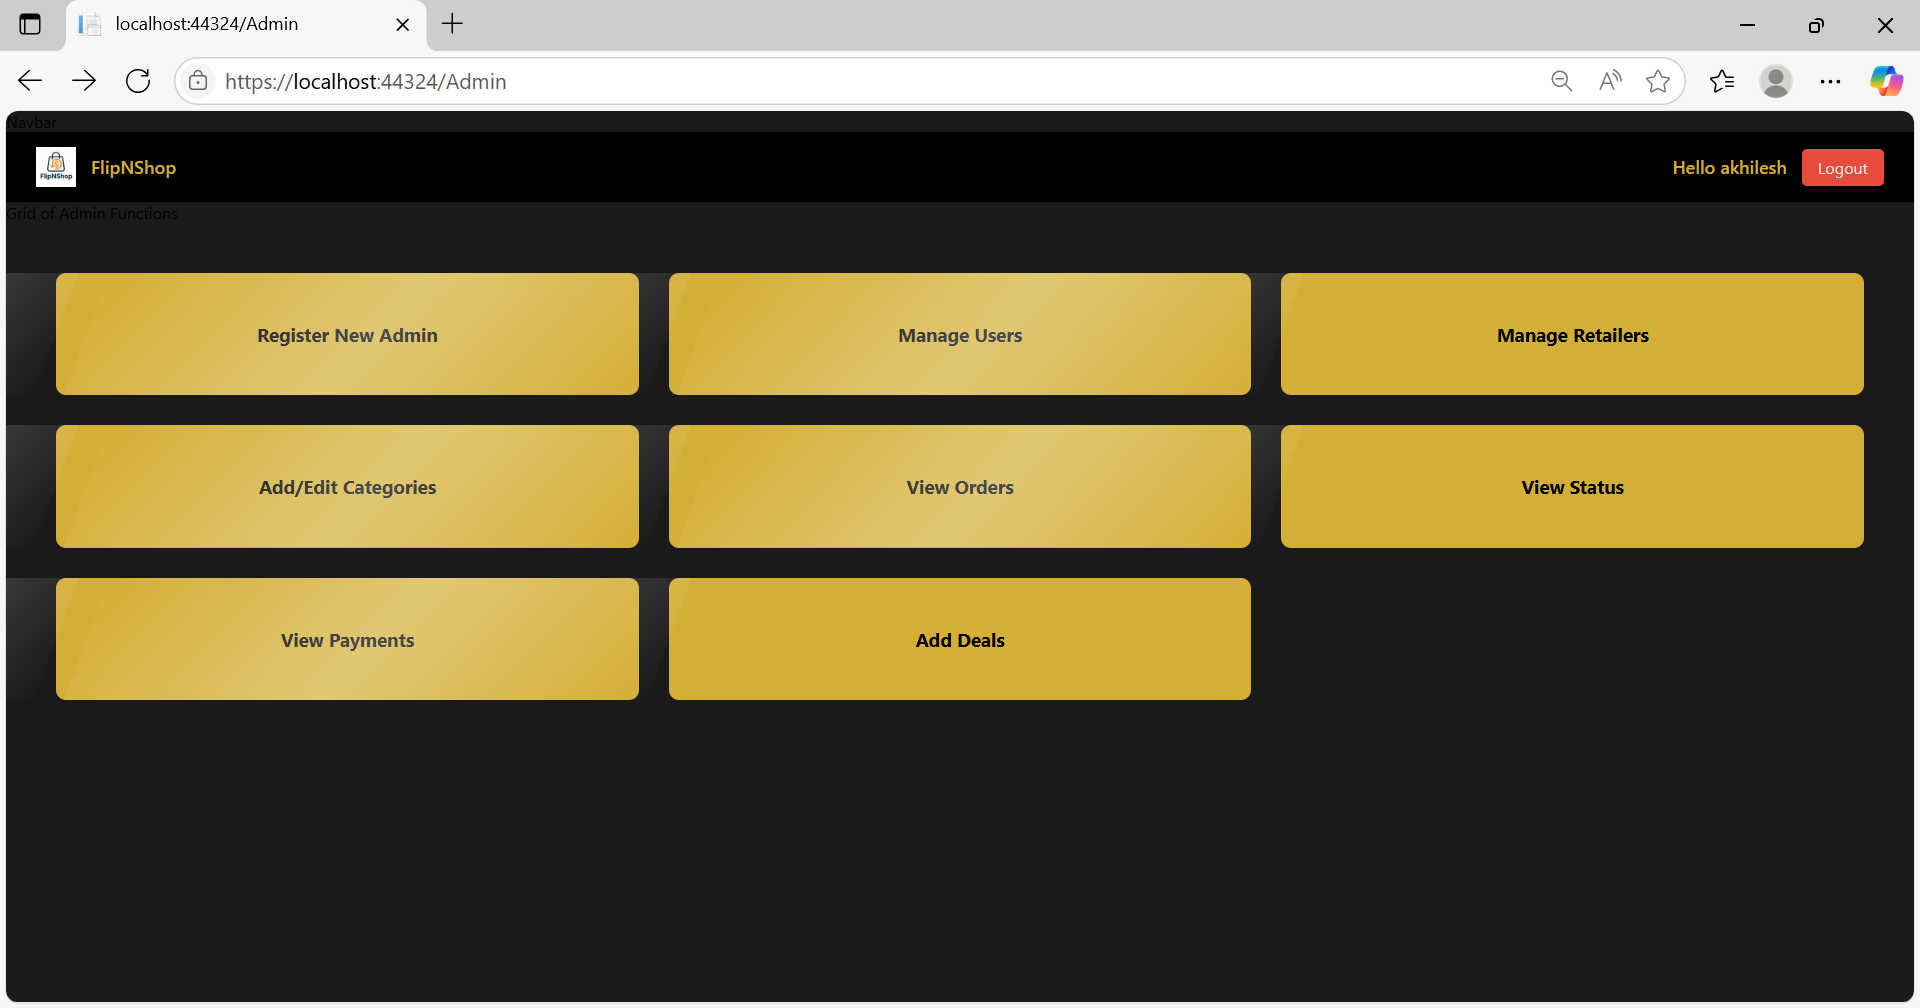 localhost:44324/Admin
https://localhost:44324/Admin
Navbar
FlipNShop
FlipNShop
Hello akhilesh
Logout
Grid of Admin Functions
Register New Admin
Manage Users
Manage Retailers
Add/Edit Categories
View Orders
View Status
View Payments
Add Deals